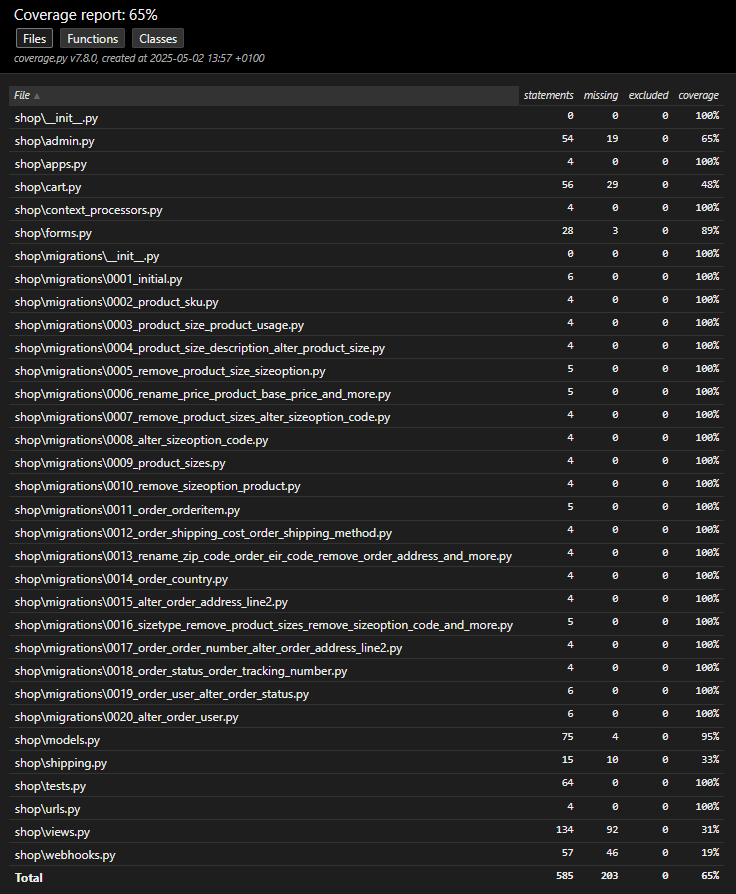 Coverage report: 65%
Files Functions Classes
coverage.py v7.8.0, created at 2025-05-02 13:57 +0100
File statements missing excluded coverage
shop\__init__.py 0 0 0 100%
shop\admin.py 54 19 0 65%
shop\apps.py 4 0 0 100%
shop\cart.py 56 29 0 48%
shop\context_processors.py 4 0 0 100%
shop\forms.py 28 3 0 89%
shop\migrations\__init__.py 0 0 0 100%
shop\migrations\0001_initial.py 6 0 0 100%
shop\migrations\0002_product_sku.py 4 0 0 100%
shop\migrations\0003_product_size_product_usage.py 4 0 0 100%
shop\migrations\0004_product_size_description_alter_product_size.py 4 0 0 100%
shop\migrations\0005_remove_product_size_sizeoption.py 5 0 0 100%
shop\migrations\0006_rename_price_product_base_price_and_more.py 5 0 0 100%
shop\migrations\0007_remove_product_sizes_alter_sizeoption_code.py 4 0 0 100%
shop\migrations\0008_alter_sizeoption_code.py 4 0 0 100%
shop\migrations\0009_product_sizes.py 4 0 0 100%
shop\migrations\0010_remove_sizeoption_product.py 4 0 0 100%
shop\migrations\0011_order_orderitem.py 5 0 0 100%
shop\migrations\0012_order_shipping_cost_order_shipping_method.py 4 0 0 100%
shop\migrations\0013_rename_zip_code_order_eir_code_remove_order_address_and_more.py 4 0 0 100%
shop\migrations\0014_order_country.py 4 0 0 100%
shop\migrations\0015_alter_order_address_line2.py 4 0 0 100%
shop\migrations\0016_sizetype_remove_product_sizes_remove_sizeoption_code_and_more.py 5 0 0 100%
shop\migrations\0017_order_order_number_alter_order_address_line2.py 4 0 0 100%
shop\migrations\0018_order_status_order_tracking_number.py 4 0 0 100%
shop\migrations\0019_order_user_alter_order_status.py 6 0 0 100%
shop\migrations\0020_alter_order_user.py 6 0 0 100%
shop\models.py 75 4 0 95%
shop\shipping.py 15 10 0 33%
shop\tests.py 64 0 0 100%
shop\urls.py 4 0 0 100%
shop\views.py 134 92 0 31%
shop\webhooks.py 57 46 0 19%
Total 585 203 0 65%